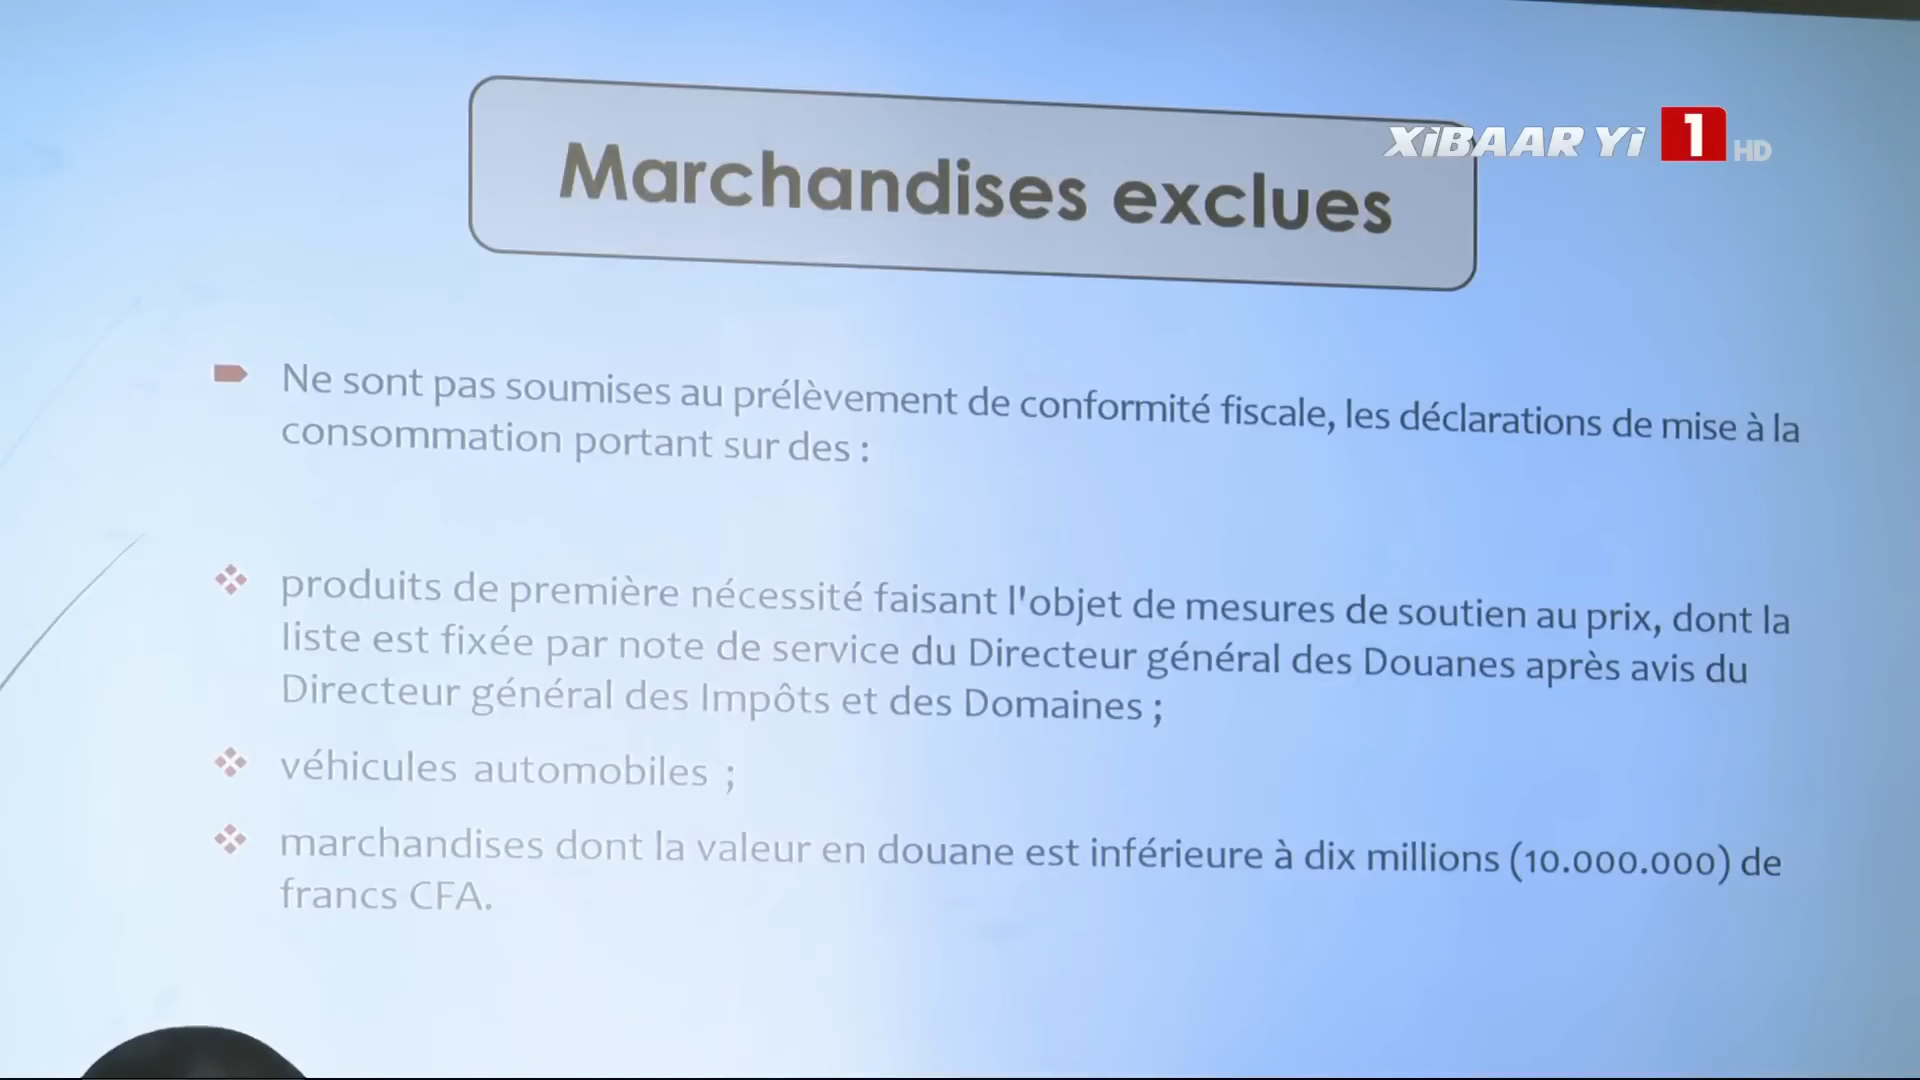 XiBAAR Yi 1 HD
Marchandises exclues
Ne sont pas soumises au prélèvement de conformité fiscale, les déclarations de mise à la
consommation portant sur des :
produits de première nécessité faisant l'objet de mesures de soutien au prix, dont la
liste est fixée par note de service du Directeur général des Douanes après avis du
Directeur général des Impôts et des Domaines ;
véhicules automobiles ;
marchandises dont la valeur en douane est inférieure à dix millions (10.000.000) de
francs CFA.